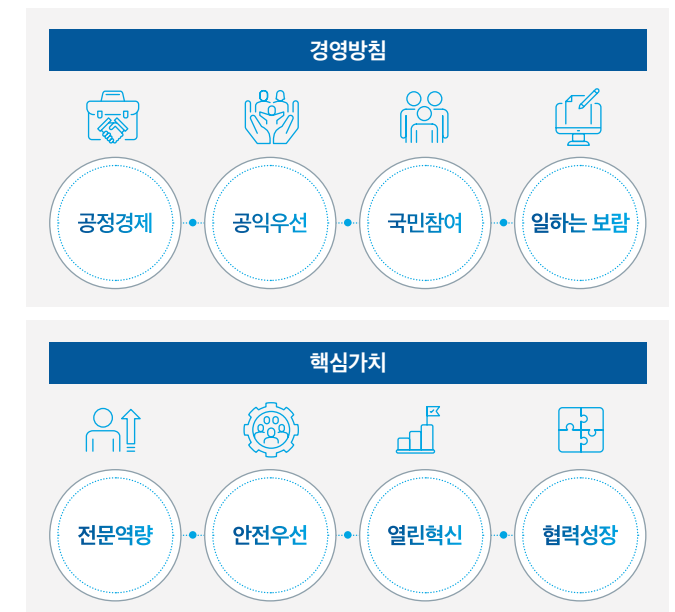 경영방침
공정경제
공익우선
국민참여
일하는 보람
핵심가치
전문역량
안전우선
열린혁신
협력성장